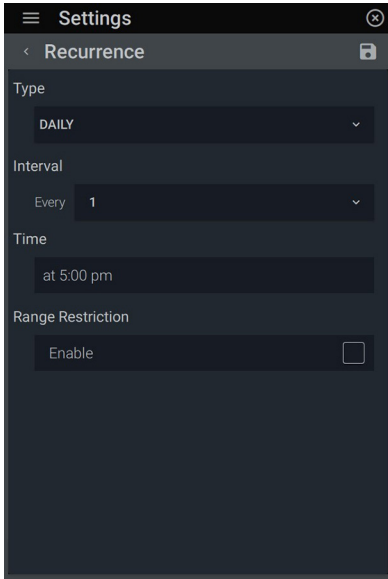 Settings
Recurrence
Type
DAILY
Interval
Every 1
Time
at 5:00 pm
Range Restriction
Enable